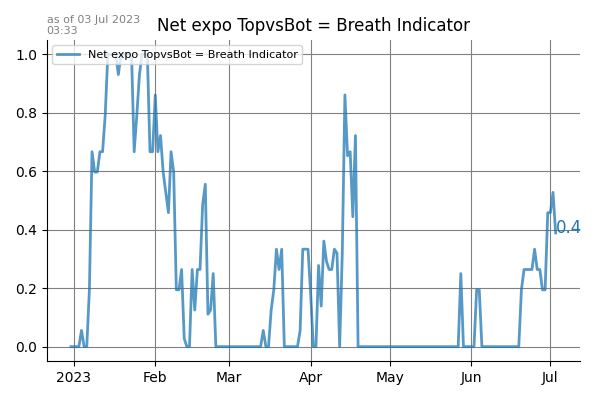 as of 03 Jul 2023
03:33
Net expo TopvsBot = Breath Indicator
Net expo TopvsBot = Breath Indicator
1.0
0.8
0.6
0.4
0.2
0.0
0.4
2023 Feb Mar Apr May Jun Jul